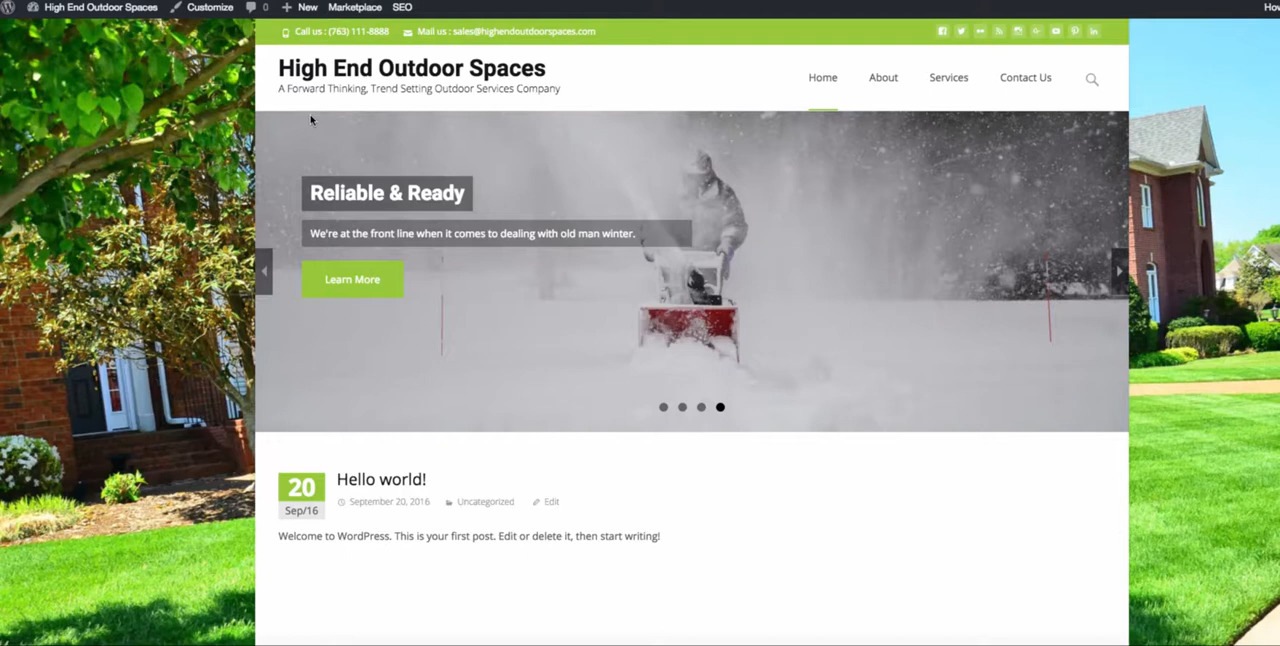 High End Outdoor Spaces Customize 0 New Marketplace SEO
Call us : (763) 111-8888 Mail us : sales@highendoutdoorspaces.com
High End Outdoor Spaces
A Forward Thinking, Trend Setting Outdoor Services Company
Home About Services Contact Us
Reliable & Ready
We're at the front line when it comes to dealing with old man winter.
Learn More
20
Sep/16
Hello world!
September 20, 2016 Uncategorized Edit
Welcome to WordPress. This is your first post. Edit or delete it, then start writing!